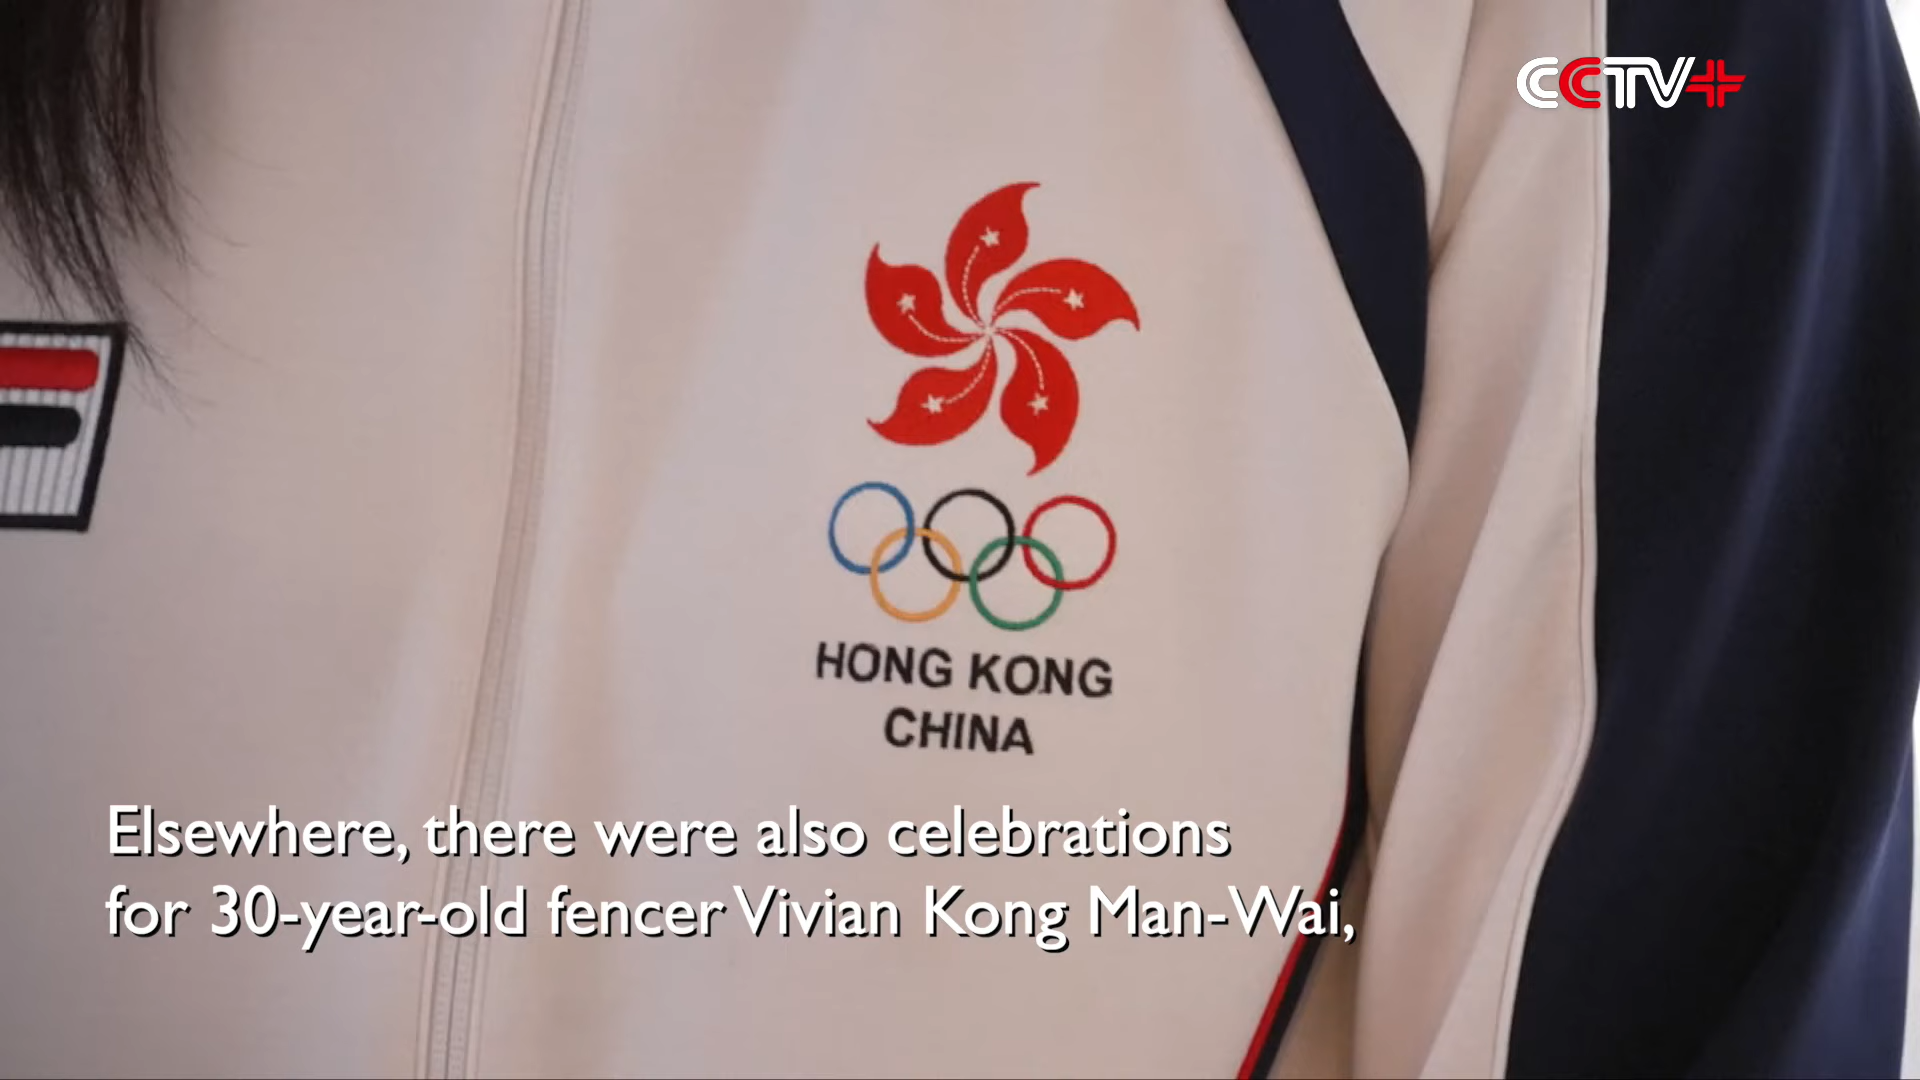 CCTV+
HONG KONG
CHINA
Elsewhere, there were also celebrations
for 30-year-old fencer Vivian Kong Man-Wai,